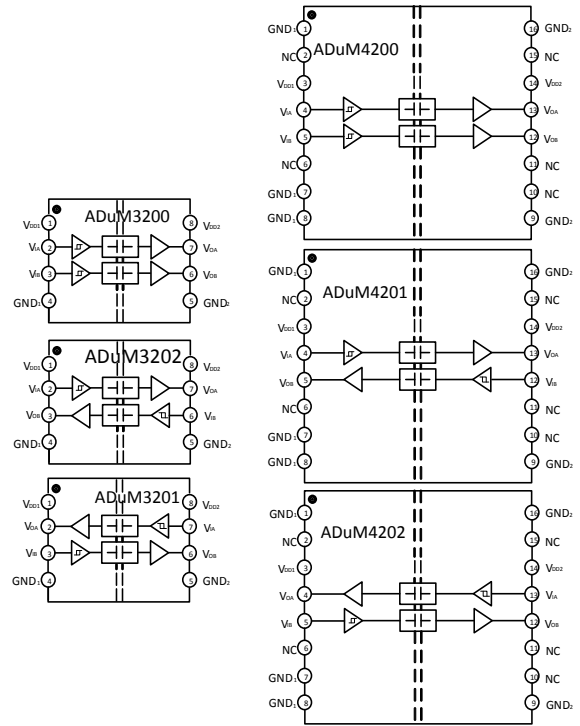 ADuM3200
VDD1 1 8 VDD2
VIA 2 7 VOA
VIB 3 6 VOB
GND1 4 5 GND2
ADuM3202
VDD1 1 8 VDD2
VIA 2 7 VOA
VOB 3 6 VIB
GND1 4 5 GND2
ADuM3201
VDD1 1 8 VDD2
VOA 2 7 VIA
VIB 3 6 VOB
GND1 4 5 GND2
GND1 1 16 GND2
ADuM4200
NC 2 15 NC
VDD1 3 14 VDD2
VIA 4 13 VOA
VIB 5 12 VOB
NC 6 11 NC
GND1 7 10 NC
GND1 8 9 GND2
GND1 1 16 GND2
ADuM4201
NC 2 15 NC
VDD1 3 14 VDD2
VIA 4 13 VOA
VOB 5 12 VIB
NC 6 11 NC
GND1 7 10 NC
GND1 8 9 GND2
GND1 1 16 GND2
ADuM4202
NC 2 15 NC
VDD1 3 14 VDD2
VOA 4 13 VIA
VIB 5 12 VOB
NC 6 11 NC
GND1 7 10 NC
GND1 8 9 GND2